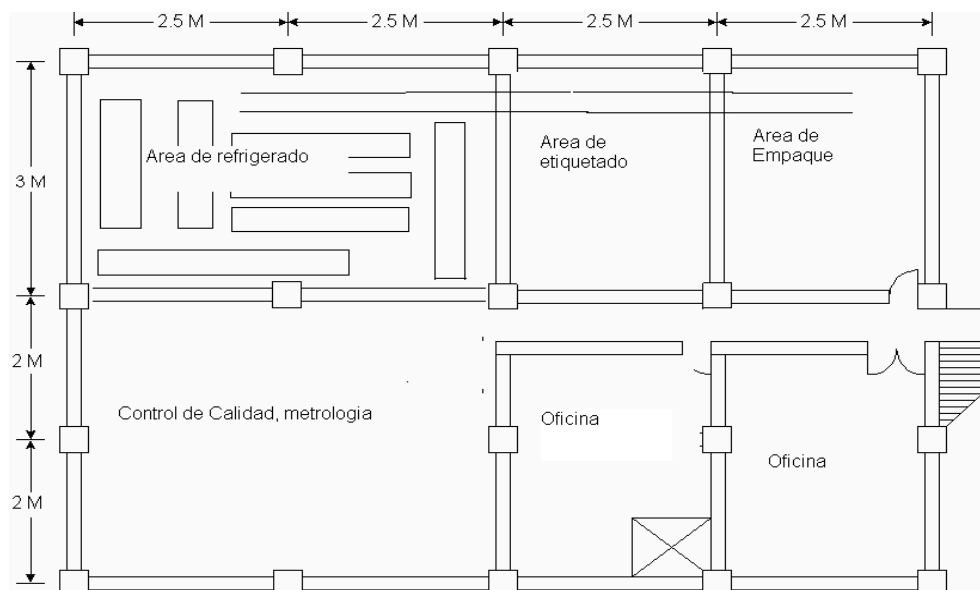 2.5 M 2.5 M 2.5 M 2.5 M
3 M
Area de refrigerado
Area de
etiquetado
Area de
Empaque
2 M
Control de Calidad, metrologia
Oficina
Oficina
2 M